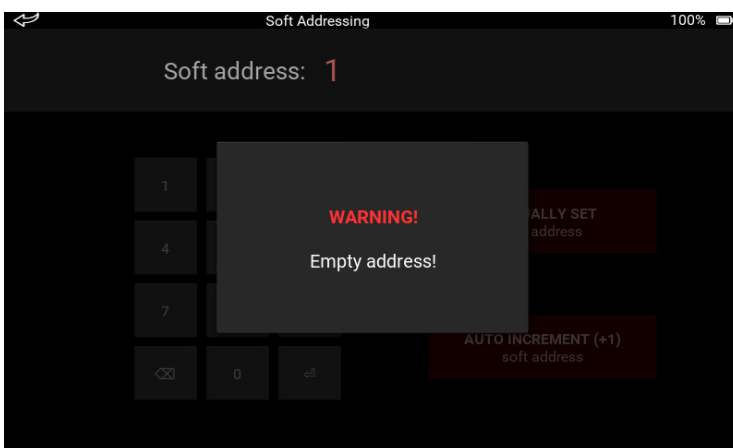 Soft Addressing
100%
Soft address: 1
1
WARNING!
ALLY SET
address
4
Empty address!
7
AUTO INCREMENT (+1)
soft address
0